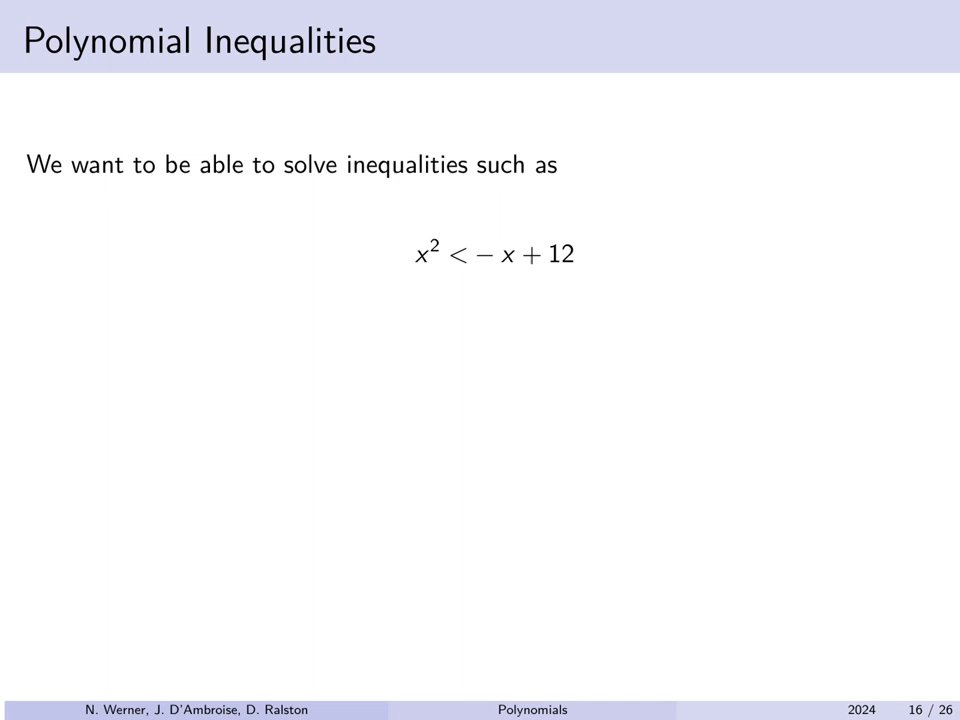 Polynomial Inequalities
We want to be able to solve inequalities such as
x² < − x + 12
N. Werner, J. D'Ambroise, D. Ralston Polynomials 2024 16 / 26